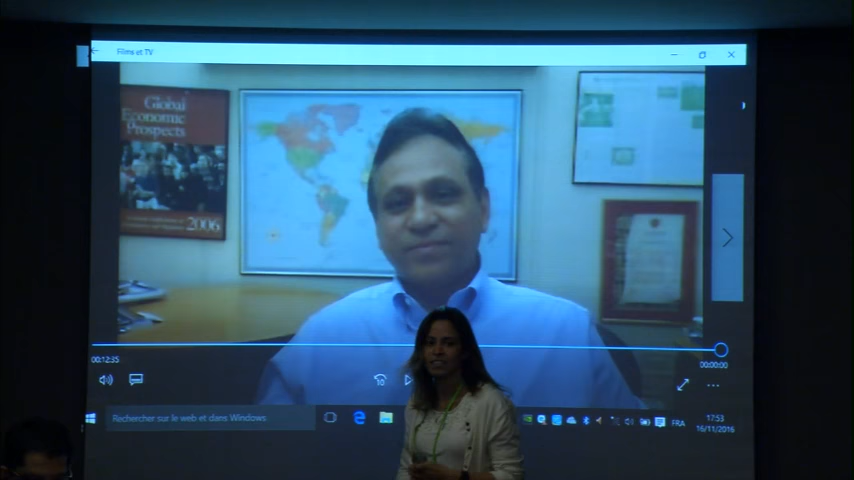 Films et TV
Global
Economic
Prospects
2006
00:12:35
00:00:00
10
Rechercher sur le web et dans Windows
FRA
17:53
16/11/2016